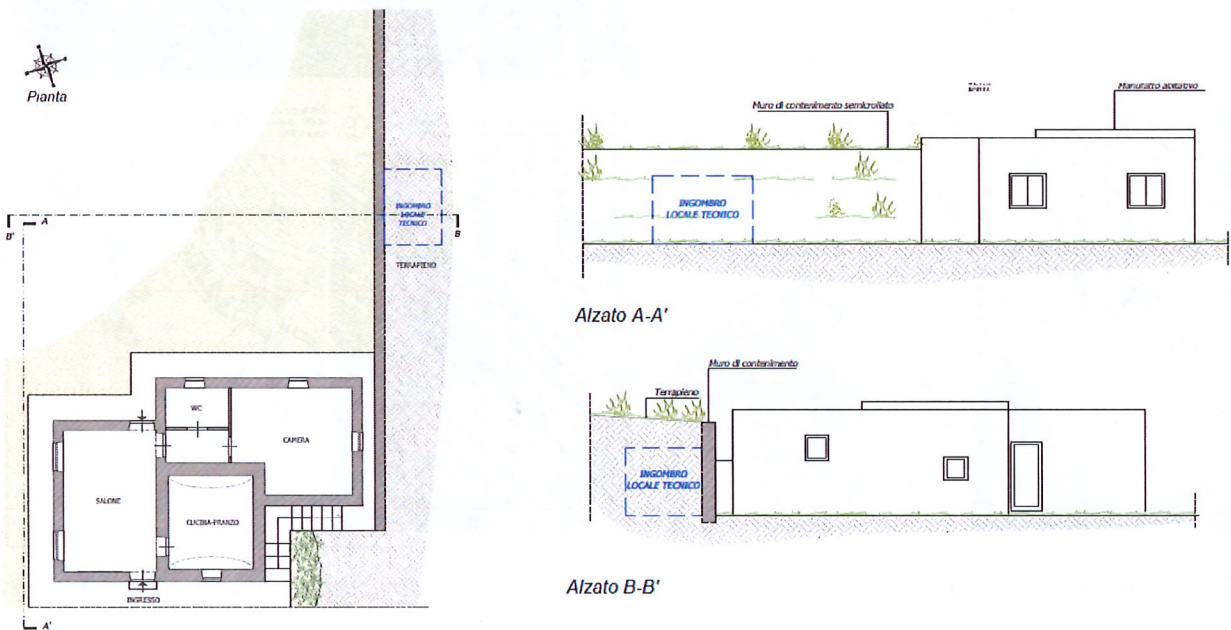 Pianta
A
B'
INGOMBRO
LOCALE
TECNICO
B
TERRAPIENO
WC
CAMERA
SALONE
CUCINA-PRANZO
INGRESSO
A'
Manufatto abitativo
Muro di contenimento semicrollato
INGOMBRO
LOCALE TECNICO
Alzato A-A'
Muro di contenimento
Terrapieno
INGOMBRO
LOCALE TECNICO
Alzato B-B'